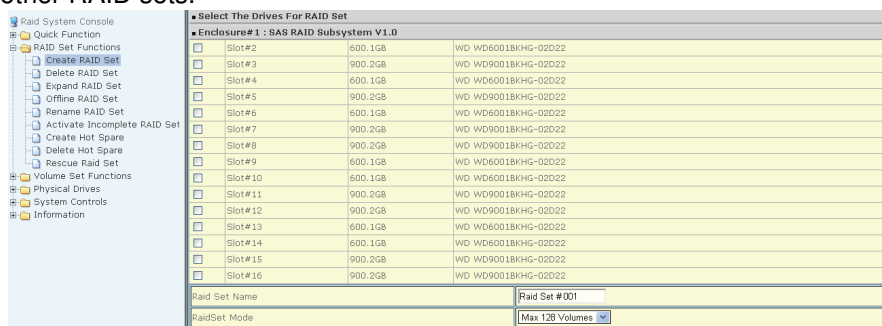 other RAID sets.
Raid System Console
Quick Function
RAID Set Functions
Create RAID Set
Delete RAID Set
Expand RAID Set
Offline RAID Set
Rename RAID Set
Activate Incomplete RAID Set
Create Hot Spare
Delete Hot Spare
Rescue Raid Set
Volume Set Functions
Physical Drives
System Controls
Information
Select The Drives For RAID Set
Enclosure#1 : SAS RAID Subsystem V1.0
Slot#2 600.1GB WD WD6001BKHG-02D22
Slot#3 900.2GB WD WD9001BKHG-02D22
Slot#4 600.1GB WD WD6001BKHG-02D22
Slot#5 900.2GB WD WD9001BKHG-02D22
Slot#6 600.1GB WD WD6001BKHG-02D22
Slot#7 900.2GB WD WD9001BKHG-02D22
Slot#8 900.2GB WD WD9001BKHG-02D22
Slot#9 600.1GB WD WD6001BKHG-02D22
Slot#10 600.1GB WD WD6001BKHG-02D22
Slot#11 900.2GB WD WD9001BKHG-02D22
Slot#12 900.2GB WD WD9001BKHG-02D22
Slot#13 600.1GB WD WD6001BKHG-02D22
Slot#14 600.1GB WD WD6001BKHG-02D22
Slot#15 900.2GB WD WD9001BKHG-02D22
Slot#16 900.2GB WD WD9001BKHG-02D22
Raid Set Name Raid Set #001
RaidSet Mode Max 128 Volumes